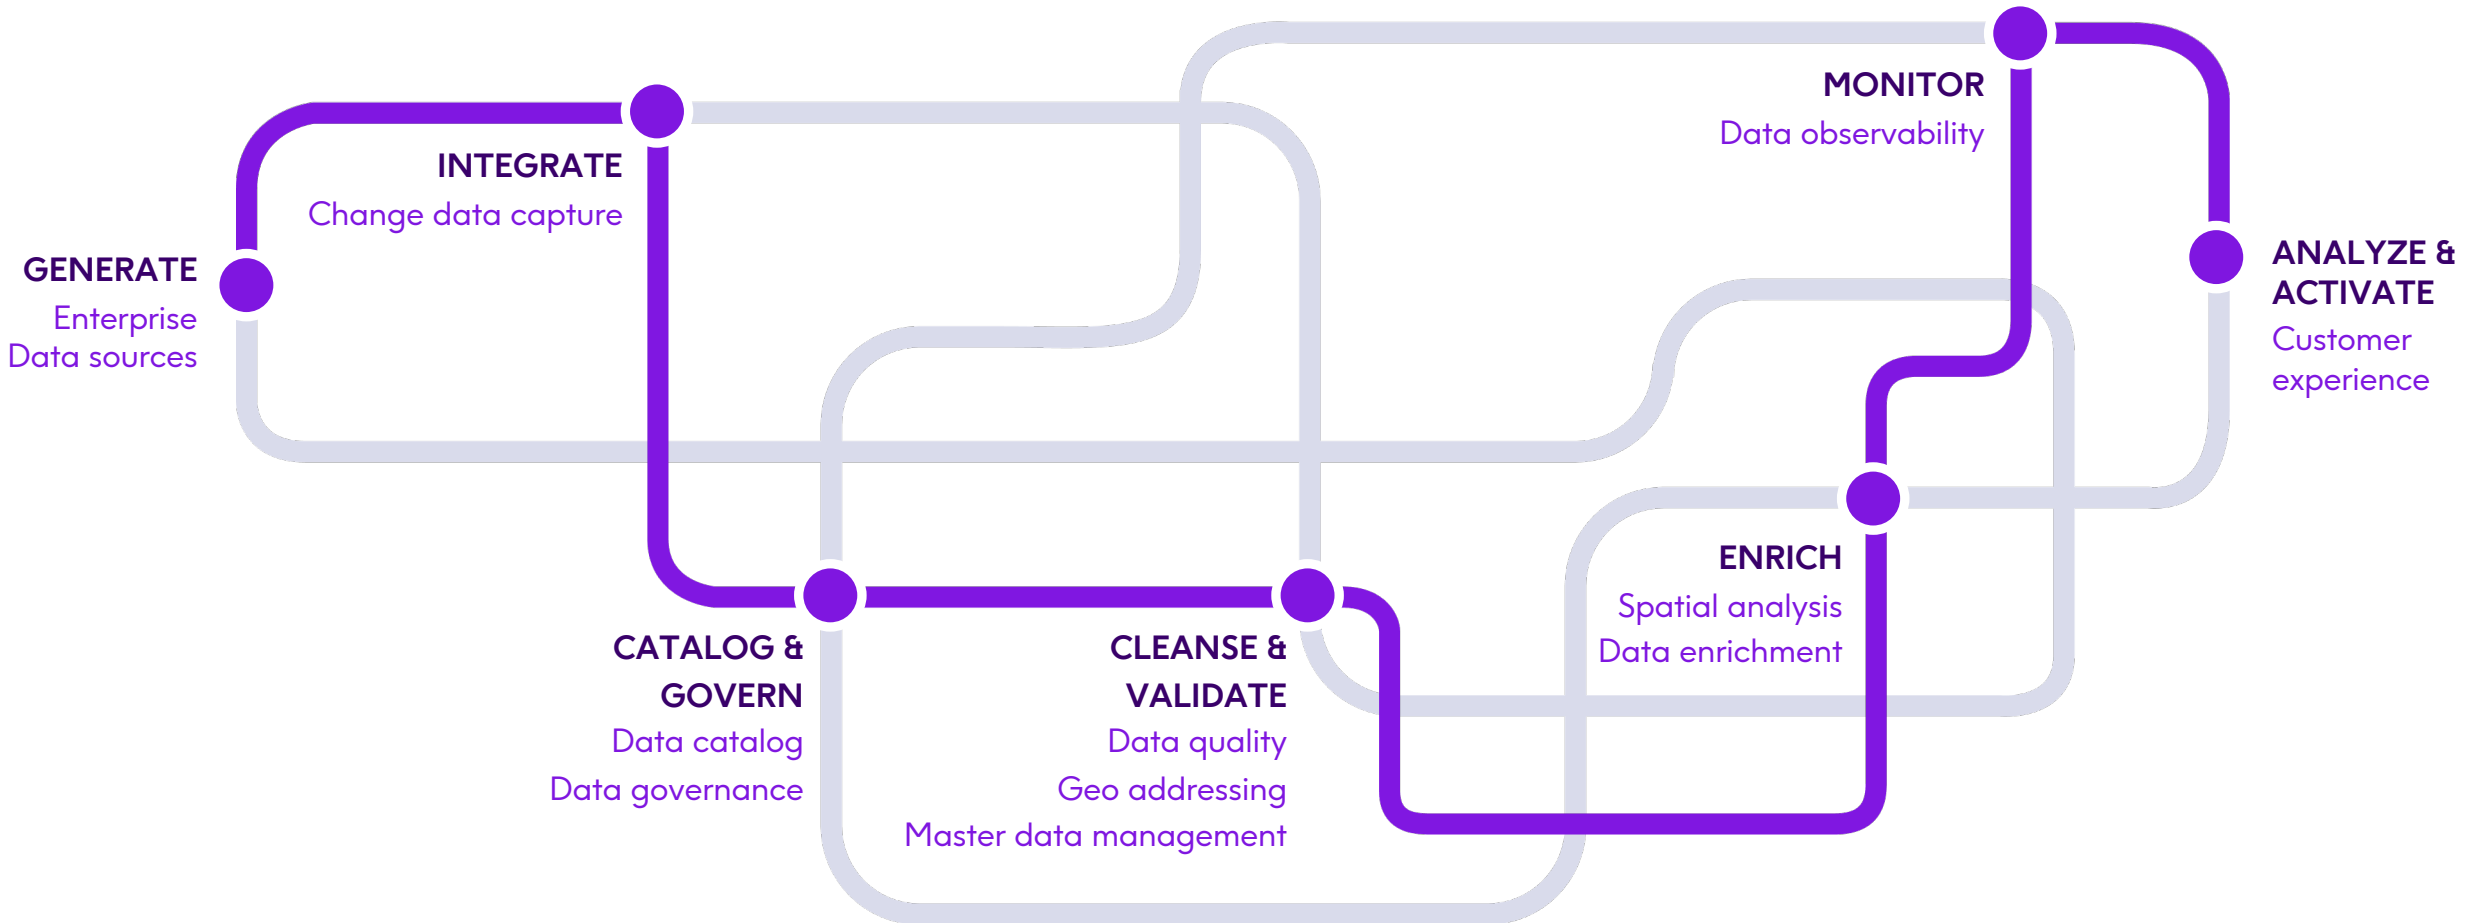 GENERATE
Enterprise
Data sources
INTEGRATE
Change data capture
CATALOG &
GOVERN
Data catalog
Data governance
CLEANSE &
VALIDATE
Data quality
Geo addressing
Master data management
ENRICH
Spatial analysis
Data enrichment
MONITOR
Data observability
ANALYZE &
ACTIVATE
Customer
experience